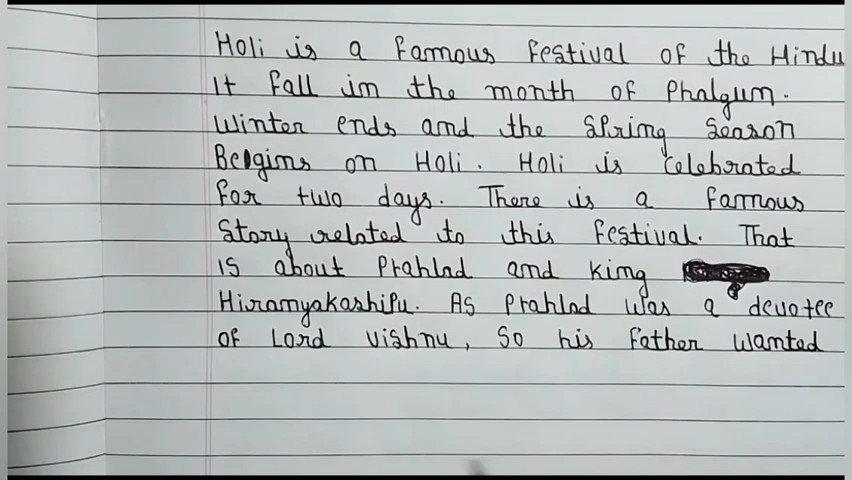 Holi is a famous festival of the Hindu
It fall in the month of Phalgun.
Winter ends and the Spring Season
Belgins on Holi. Holi is celebrated
for two days. There is a famous
Story related to this festival. That
is about Prahlad and king
Hiranyakashipu. As Prahlad was a devotee
of Lord Vishnu, So his father wanted